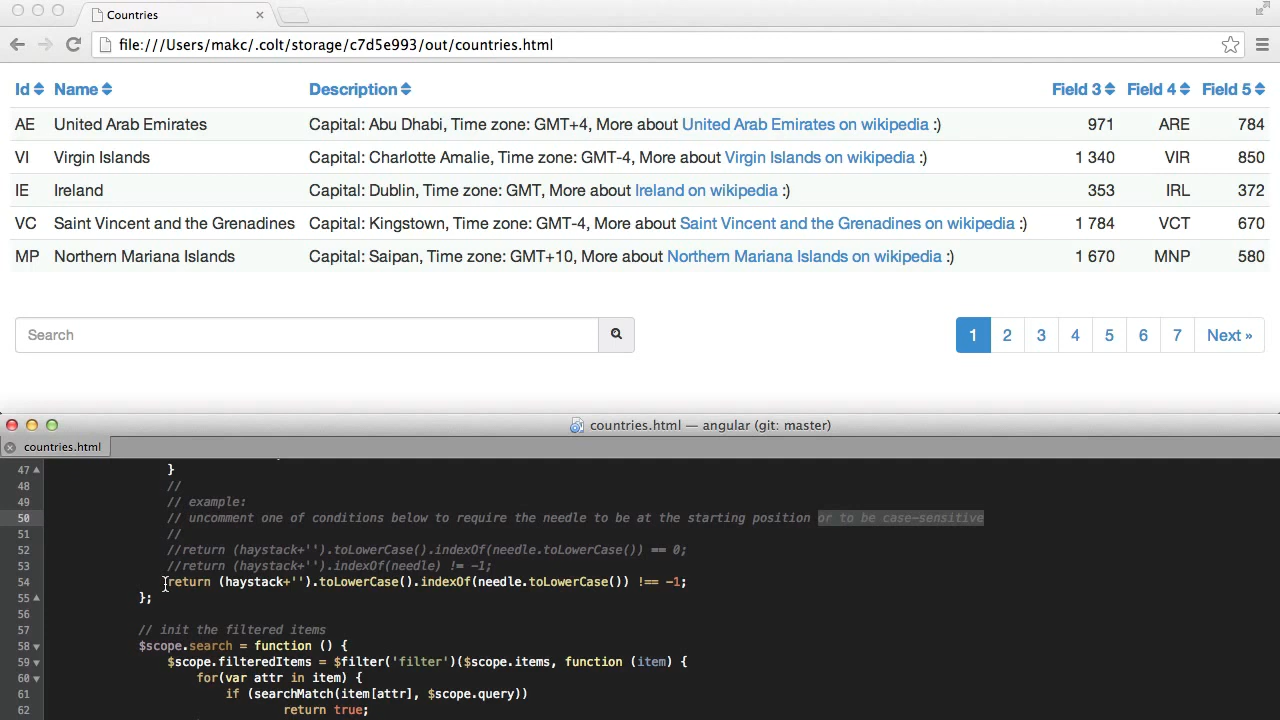 Countries
file:///Users/makc/.colt/storage/c7d5e993/out/countries.html
Id Name Description Field 3 Field 4 Field 5
AE United Arab Emirates Capital: Abu Dhabi, Time zone: GMT+4, More about United Arab Emirates on wikipedia :) 971 ARE 784
VI Virgin Islands Capital: Charlotte Amalie, Time zone: GMT-4, More about Virgin Islands on wikipedia :) 1 340 VIR 850
IE Ireland Capital: Dublin, Time zone: GMT, More about Ireland on wikipedia :) 353 IRL 372
VC Saint Vincent and the Grenadines Capital: Kingstown, Time zone: GMT-4, More about Saint Vincent and the Grenadines on wikipedia :) 1 784 VCT 670
MP Northern Mariana Islands Capital: Saipan, Time zone: GMT+10, More about Northern Mariana Islands on wikipedia :) 1 670 MNP 580
Search 1 2 3 4 5 6 7 Next »
countries.html — angular (git: master)
countries.html
47 }
48 //
49 // example:
50 // uncomment one of conditions below to require the needle to be at the starting position or to be case-sensitive
51 //
52 //return (haystack+'').toLowerCase().indexOf(needle.toLowerCase()) == 0;
53 //return (haystack+'').indexOf(needle) != -1;
54 return (haystack+'').toLowerCase().indexOf(needle.toLowerCase()) !== -1;
55 };
56
57 // init the filtered items
58 $scope.search = function () {
59 $scope.filteredItems = $filter('filter')($scope.items, function (item) {
60 for(var attr in item) {
61 if (searchMatch(item[attr], $scope.query))
62 return true;